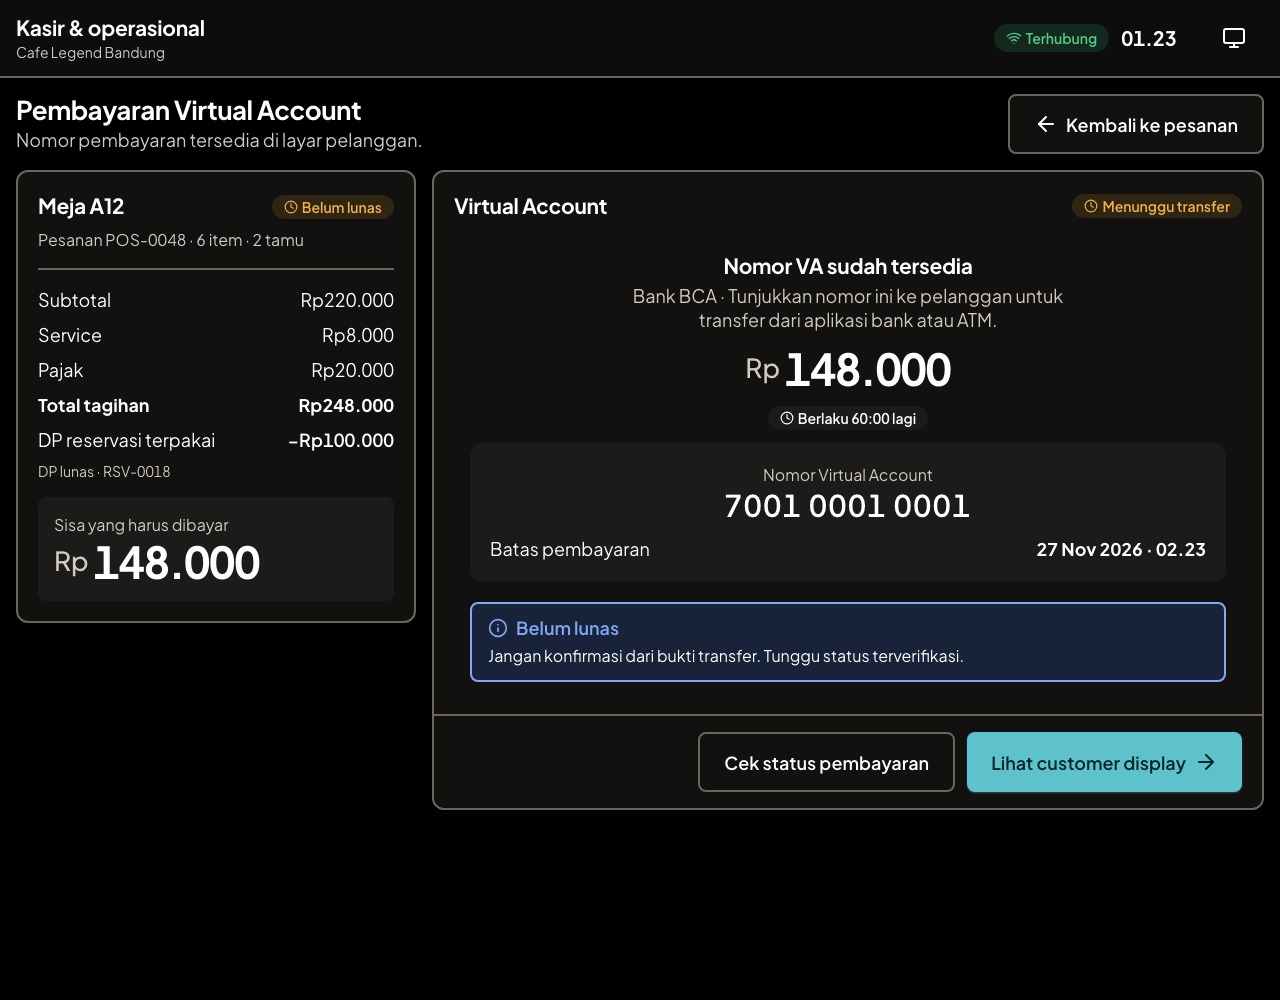 Kasir & operasional
Cafe Legend Bandung
Terhubung
01.23
Pembayaran Virtual Account
Nomor pembayaran tersedia di layar pelanggan.
Kembali ke pesanan
Meja A12
Belum lunas
Pesanan POS-0048 · 6 item · 2 tamu
Subtotal Rp220.000
Service Rp8.000
Pajak Rp20.000
Total tagihan Rp248.000
DP reservasi terpakai −Rp100.000
DP lunas · RSV-0018
Sisa yang harus dibayar
Rp 148.000
Virtual Account
Menunggu transfer
Nomor VA sudah tersedia
Bank BCA · Tunjukkan nomor ini ke pelanggan untuk
transfer dari aplikasi bank atau ATM.
Rp 148.000
Berlaku 60:00 lagi
Nomor Virtual Account
7001 0001 0001
Batas pembayaran 27 Nov 2026 · 02.23
Belum lunas
Jangan konfirmasi dari bukti transfer. Tunggu status terverifikasi.
Cek status pembayaran
Lihat customer display